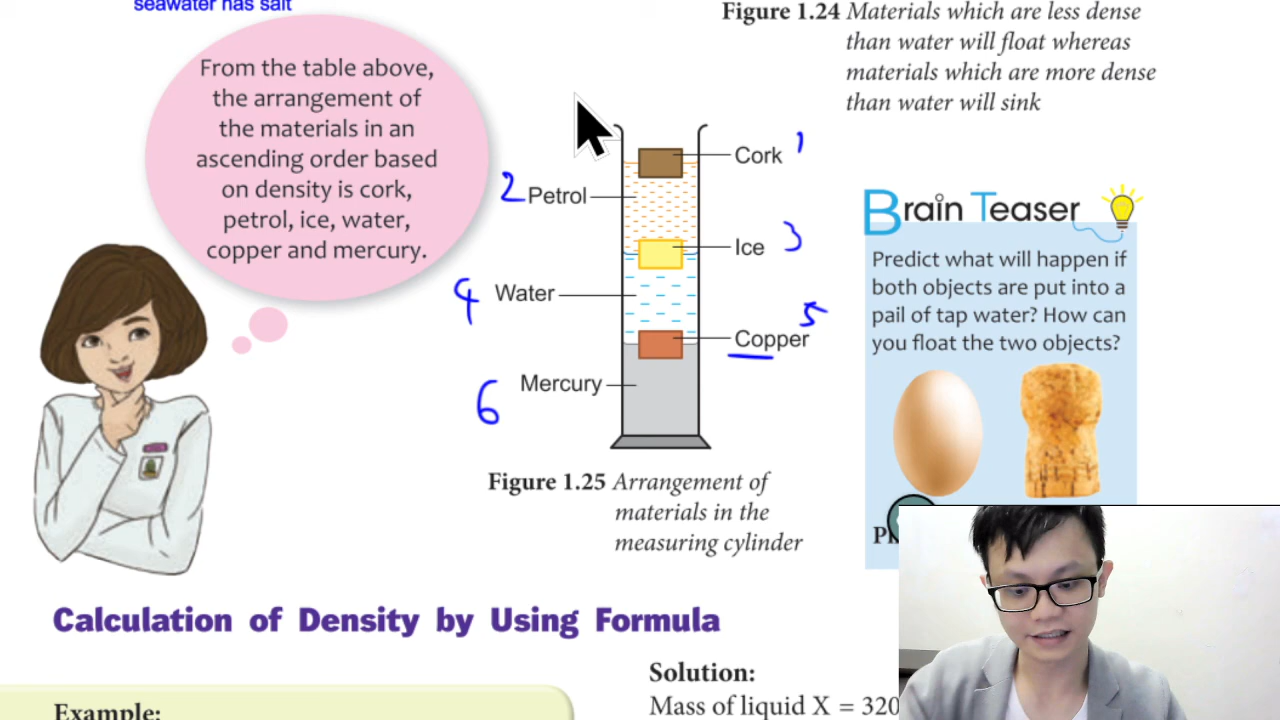 seawater has salt
From the table above,
the arrangement of
the materials in an
ascending order based
on density is cork,
petrol, ice, water,
copper and mercury.
Figure 1.24 Materials which are less dense
than water will float whereas
materials which are more dense
than water will sink
Cork 1
2 Petrol
Ice 3
4 Water
Copper 5
6 Mercury
Figure 1.25 Arrangement of
materials in the
measuring cylinder
Brain Teaser
Predict what will happen if
both objects are put into a
pail of tap water? How can
you float the two objects?
Calculation of Density by Using Formula
Example:
Solution:
Mass of liquid X = 320